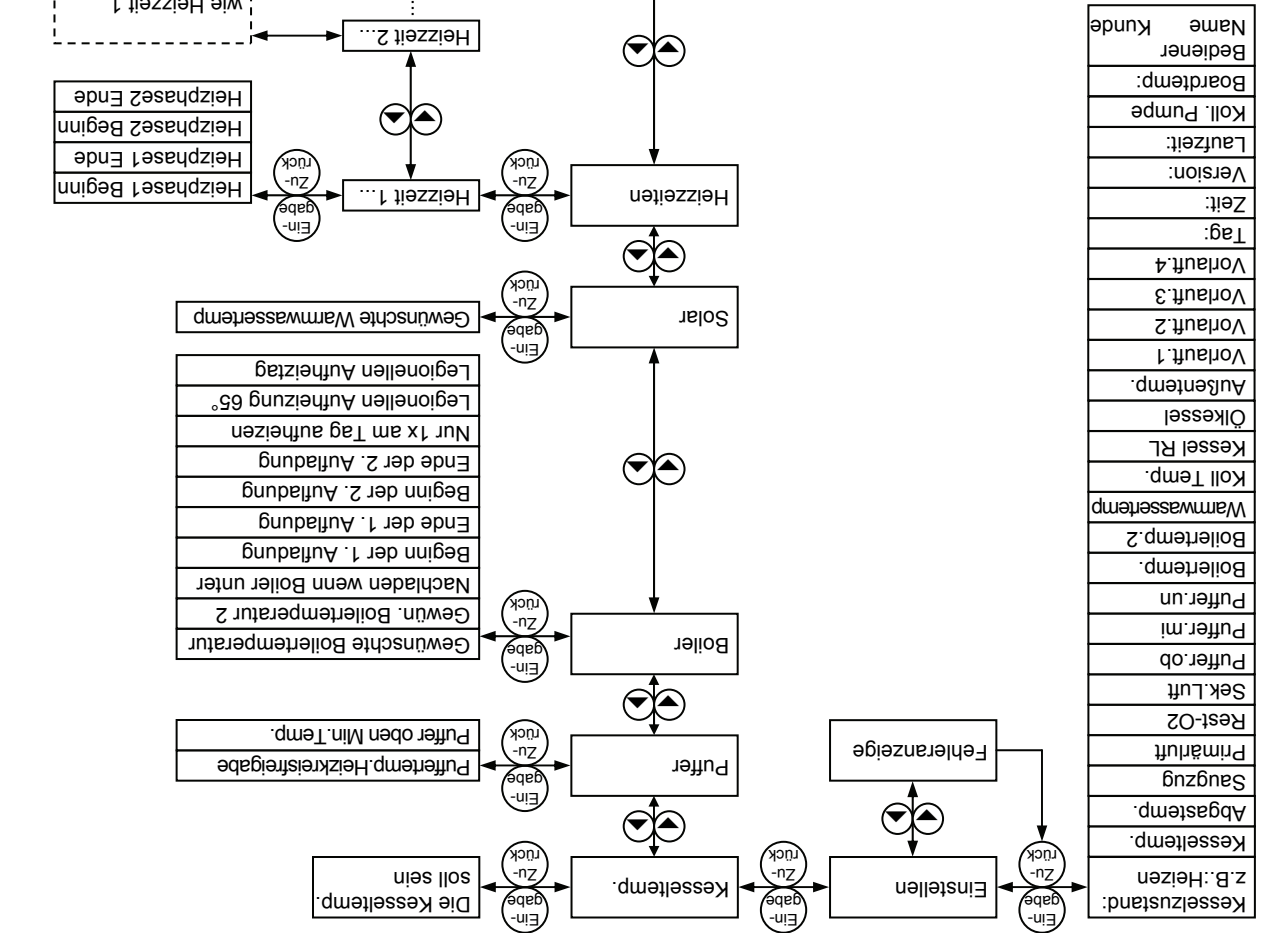 Kesselzustand:
z.B.:Heizen
Kesseltemp.
Abgastemp.
Saugzug
Primärluft
Rest-O2
Sek.Luft
Puffer.ob
Puffer.mi
Puffer.un
Boilertemp.
Boilertemp.2
Warmwassertemp
Koll Temp.
Kessel RL
Ölkessel
Außentemp.
Vorlauft.1
Vorlauft.2
Vorlauft.3
Vorlauft.4
Tag:
Zeit:
Version:
Laufzeit:
Koll. Pumpe
Boardtemp:
Bediener
Name Kunde
Ein-
gabe
Zu-
rück
Einstellen
Fehleranzeige
Ein-
gabe
Zu-
rück
Kesseltemp.
Ein-
gabe
Zu-
rück
Die Kesseltemp.
soll sein
Puffer
Ein-
gabe
Zu-
rück
Puffertemp.Heizkreisfreigabe
Puffer oben Min.Temp.
Boiler
Ein-
gabe
Zu-
rück
Gewünschte Boilertemperatur
Gewün. Boilertemperatur 2
Nachladen wenn Boiler unter
Beginn der 1. Aufladung
Ende der 1. Aufladung
Beginn der 2. Aufladung
Ende der 2. Aufladung
Nur 1x am Tag aufheizen
Legionellen Aufheizung 65°
Legionellen Aufheiztag
Solar
Ein-
gabe
Zu-
rück
Gewünschte Warmwassertemp
Heizzeiten
Ein-
gabe
Zu-
rück
Heizzeit 1...
Ein-
gabe
Zu-
rück
Heizphase1 Beginn
Heizphase1 Ende
Heizphase2 Beginn
Heizphase2 Ende
Heizzeit 2...
...
wie Heizzeit 1